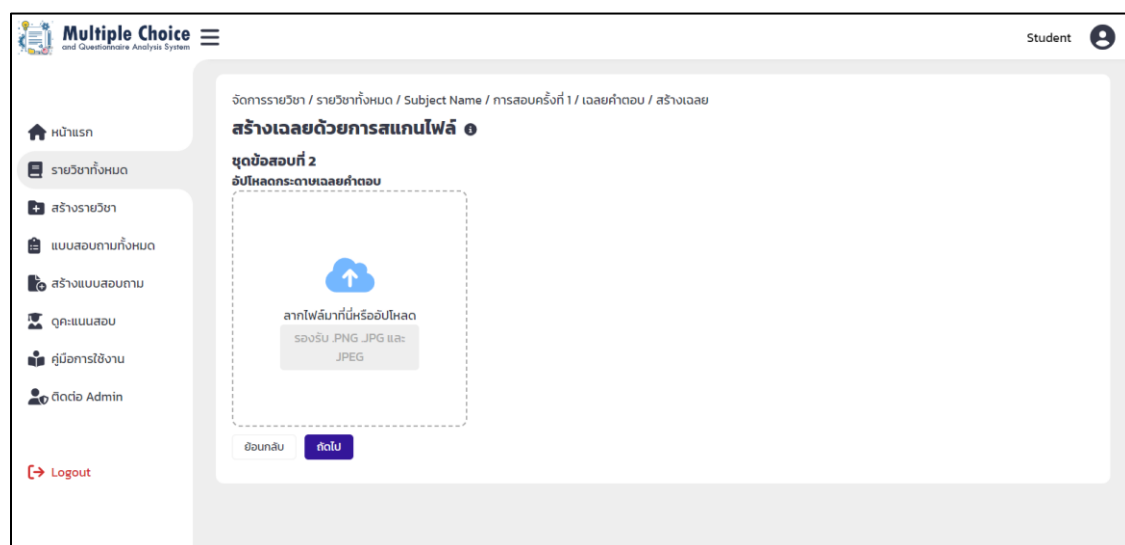 Multiple Choice
and Questionnaire Analysis System
Student
จัดการรายวิชา / รายวิชาทั้งหมด / Subject Name / การสอบครั้งที่ 1 / เฉลยคำตอบ / สร้างเฉลย
สร้างเฉลยด้วยการสแกนไฟล์
ชุดข้อสอบที่ 2
อัปโหลดกระดาษเฉลยคำตอบ
ลากไฟล์มาที่นี่หรืออัปโหลด
รองรับ .PNG .JPG และ
JPEG
ย้อนกลับ
ถัดไป
หน้าแรก
รายวิชาทั้งหมด
สร้างรายวิชา
แบบสอบถามทั้งหมด
สร้างแบบสอบถาม
ดูคะแนนสอบ
คู่มือการใช้งาน
ติดต่อ Admin
Logout